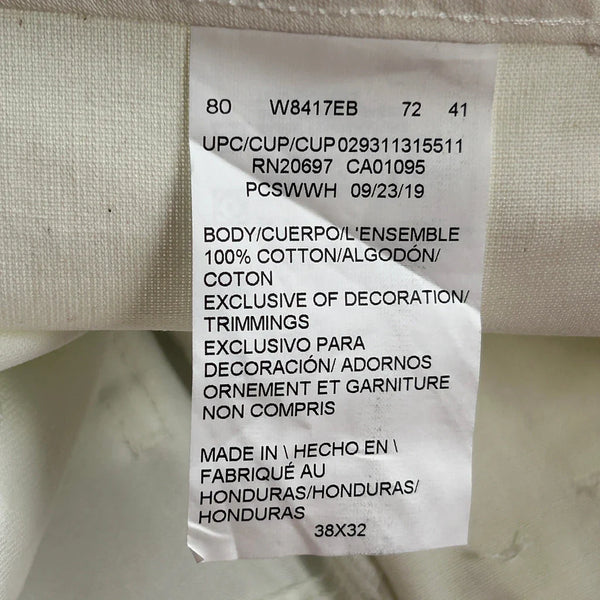 80 W8417EB 72 41
UPC/CUP/CUP029311315511
RN20697 CA01095
PCSWWH 09/23/19
BODY/CUERPO/L'ENSEMBLE
100% COTTON/ALGODÓN/
COTON
EXCLUSIVE OF DECORATION/
TRIMMINGS
EXCLUSIVO PARA
DECORACIÓN/ ADORNOS
ORNEMENT ET GARNITURE
NON COMPRIS
MADE IN \ HECHO EN \
FABRIQUÉ AU
HONDURAS/HONDURAS/
HONDURAS
38X32